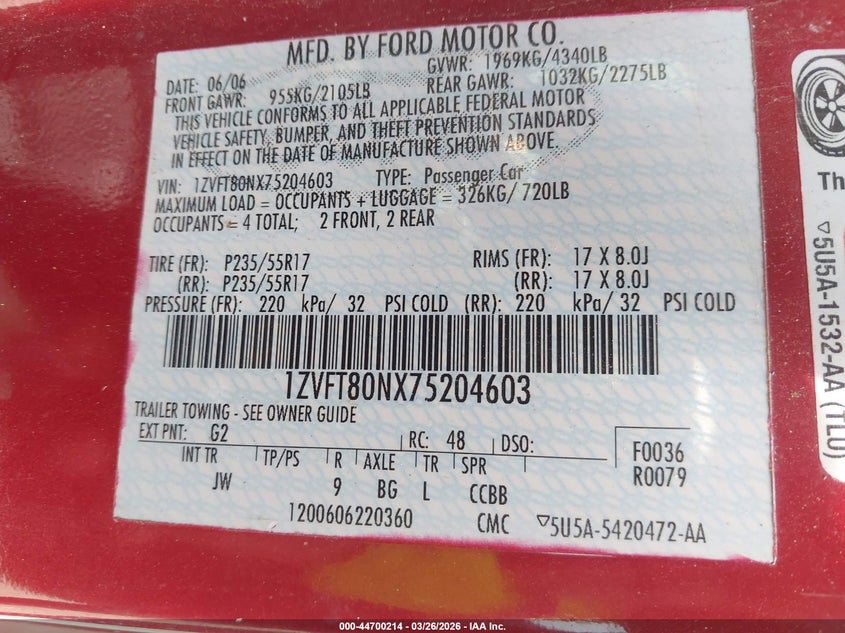 MFD. BY FORD MOTOR CO.
DATE: 06/06 GVWR: 1969KG/4340LB
FRONT GAWR: 955KG/2105LB REAR GAWR: 1032KG/2275LB
THIS VEHICLE CONFORMS TO ALL APPLICABLE FEDERAL MOTOR
VEHICLE SAFETY, BUMPER, AND THEFT PREVENTION STANDARDS
IN EFFECT ON THE DATE OF MANUFACTURE SHOWN ABOVE.
VIN: 1ZVFT80NX75204603 TYPE: Passenger Car
MAXIMUM LOAD = OCCUPANTS + LUGGAGE = 326KG/ 720LB
OCCUPANTS = 4 TOTAL; 2 FRONT, 2 REAR
TIRE (FR): P235/55R17 RIMS (FR): 17 X 8.0J
(RR): P235/55R17 (RR): 17 X 8.0J
PRESSURE (FR): 220 kPa/ 32 PSI COLD (RR): 220 kPa/ 32 PSI COLD
1ZVFT80NX75204603
TRAILER TOWING - SEE OWNER GUIDE
EXT PNT: G2 RC: 48 DSO: F0036
INT TR TP/PS R AXLE TR SPR R0079
JW 9 BG L CCBB
1200606220360 CMC ▽5U5A-5420472-AA
Th
▽5U5A-1532-AA (TLU)
000-44700214 - 03/26/2026 - IAA Inc.